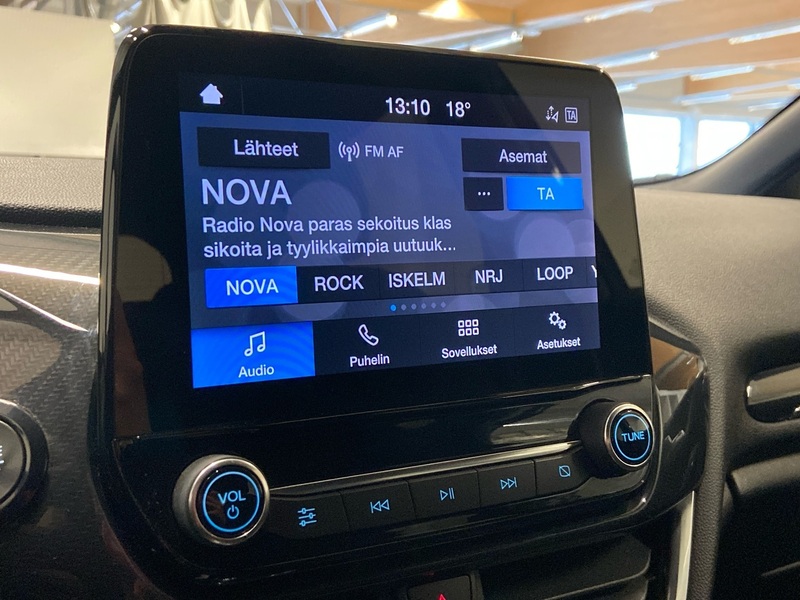 13:10 18°
TA
Lähteet
FM AF
Asemat
NOVA
...
TA
Radio Nova paras sekoitus klas
sikoita ja tyylikkaimpia uutuuk...
NOVA ROCK ISKELM NRJ LOOP
Audio
Puhelin
Sovellukset
Asetukset
VOL
TUNE